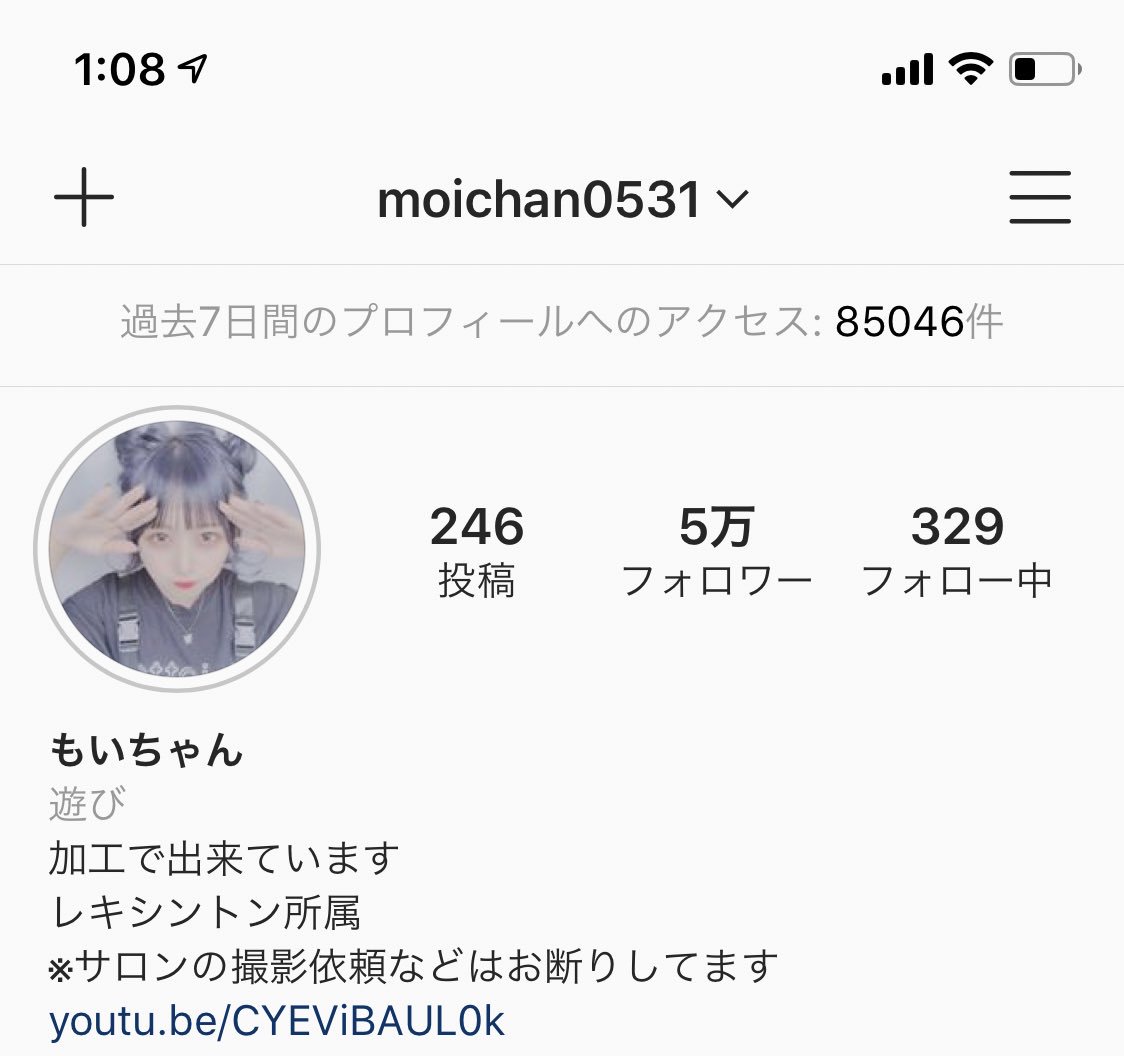 1:08
moichan0531
過去7日間のプロフィールへのアクセス: 85046件
246 5万 329
投稿 フォロワー フォロー中
もいちゃん
遊び
加工で出来ています
レキシントン所属
※サロンの撮影依頼などはお断りしてます
youtu.be/CYEViBAUL0k